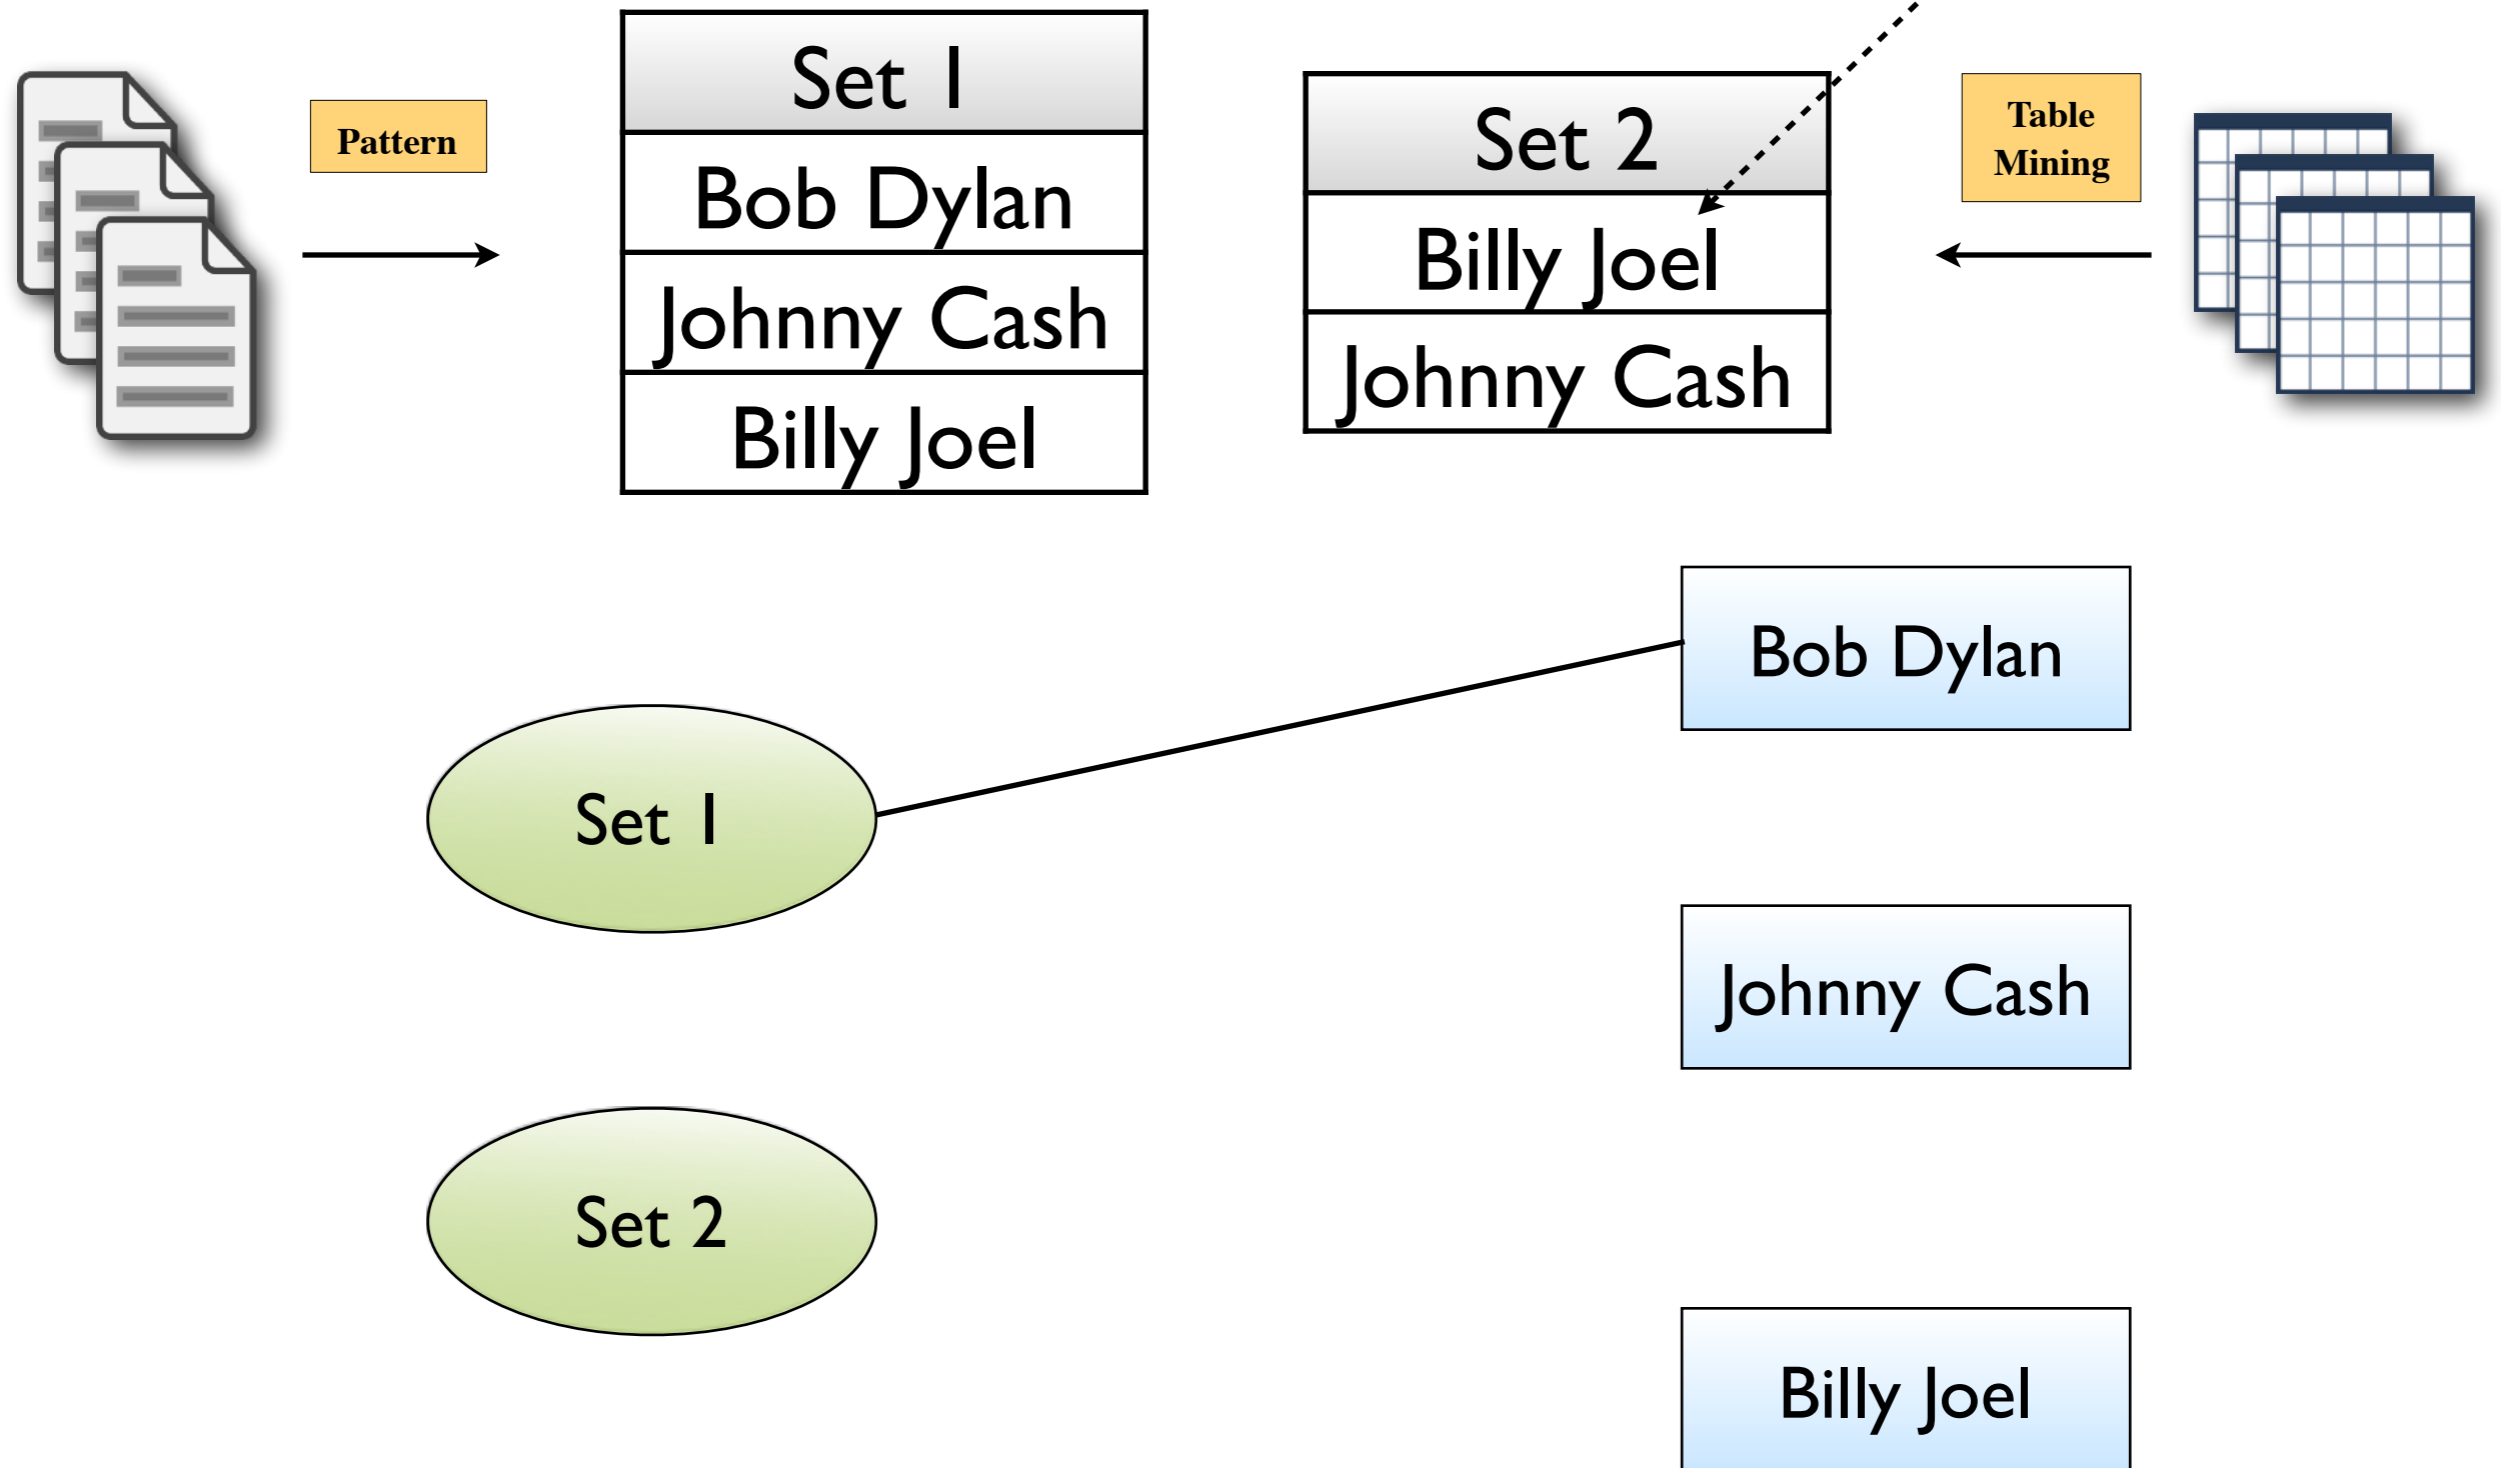 Pattern
Set 1
Bob Dylan
Johnny Cash
Billy Joel
Set 2
Billy Joel
Johnny Cash
Table
Mining
Bob Dylan
Set 1
Johnny Cash
Set 2
Billy Joel